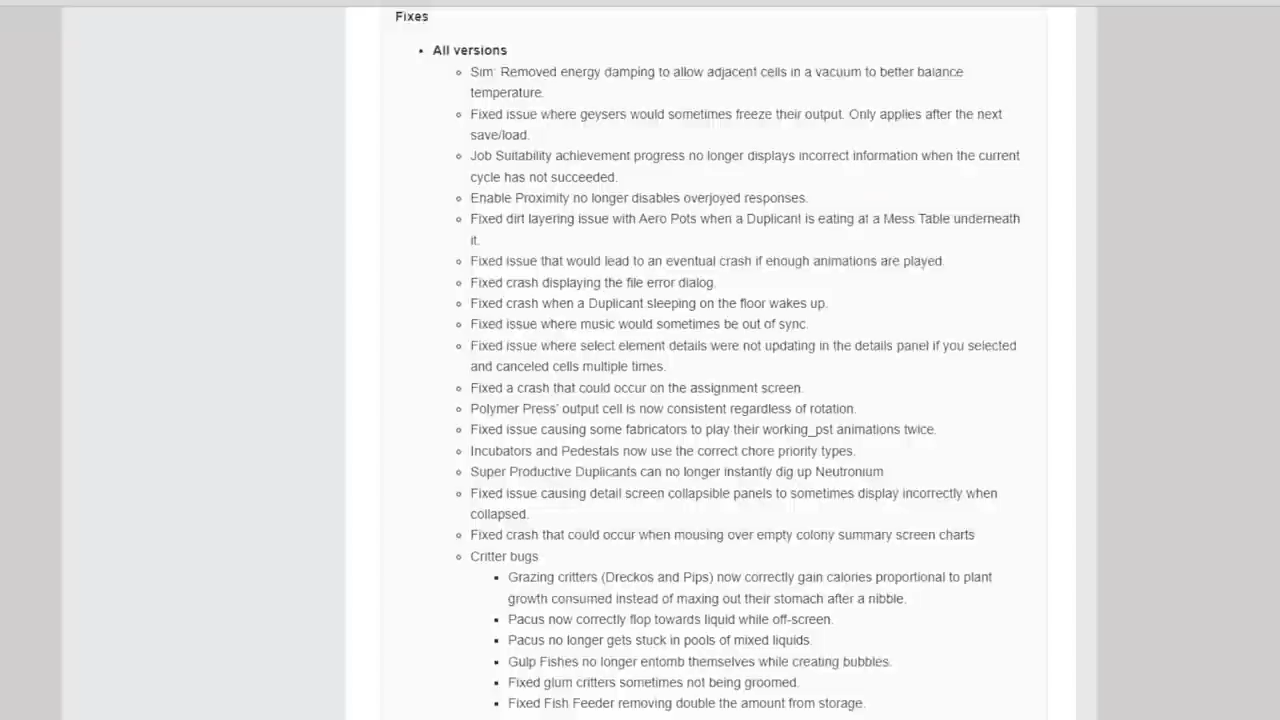 Fixes
• All versions
Sim: Removed energy damping to allow adjacent cells in a vacuum to better balance
temperature.
Fixed issue where geysers would sometimes freeze their output. Only applies after the next
save/load.
Job Suitability achievement progress no longer displays incorrect information when the current
cycle has not succeeded.
Enable Proximity no longer disables overjoyed responses.
Fixed dirt layering issue with Aero Pots when a Duplicant is eating at a Mess Table underneath
it.
Fixed issue that would lead to an eventual crash if enough animations are played.
Fixed crash displaying the file error dialog.
Fixed crash when a Duplicant sleeping on the floor wakes up.
Fixed issue where music would sometimes be out of sync.
Fixed issue where select element details were not updating in the details panel if you selected
and canceled cells multiple times.
Fixed a crash that could occur on the assignment screen.
Polymer Press' output cell is now consistent regardless of rotation.
Fixed issue causing some fabricators to play their working_pst animations twice.
Incubators and Pedestals now use the correct chore priority types.
Super Productive Duplicants can no longer instantly dig up Neutronium
Fixed issue causing detail screen collapsible panels to sometimes display incorrectly when
collapsed.
Fixed crash that could occur when mousing over empty colony summary screen charts
Critter bugs
Grazing critters (Dreckos and Pips) now correctly gain calories proportional to plant
growth consumed instead of maxing out their stomach after a nibble.
Pacus now correctly flop towards liquid while off-screen.
Pacus no longer gets stuck in pools of mixed liquids.
Gulp Fishes no longer entomb themselves while creating bubbles.
Fixed glum critters sometimes not being groomed.
Fixed Fish Feeder removing double the amount from storage.